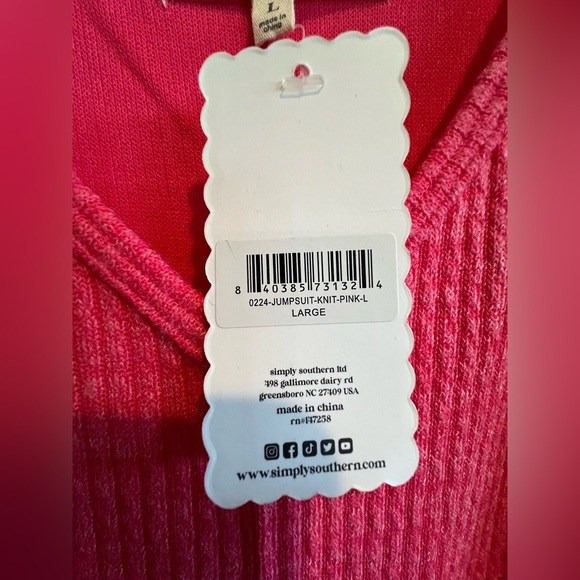 L
made in
china
8 40385 73132 4
0224-JUMPSUIT-KNIT-PINK-L
LARGE
simply southern ltd
498 gallimore dairy rd
greensboro NC 27409 USA
made in china
rn#147258
www.simplysouthern.com